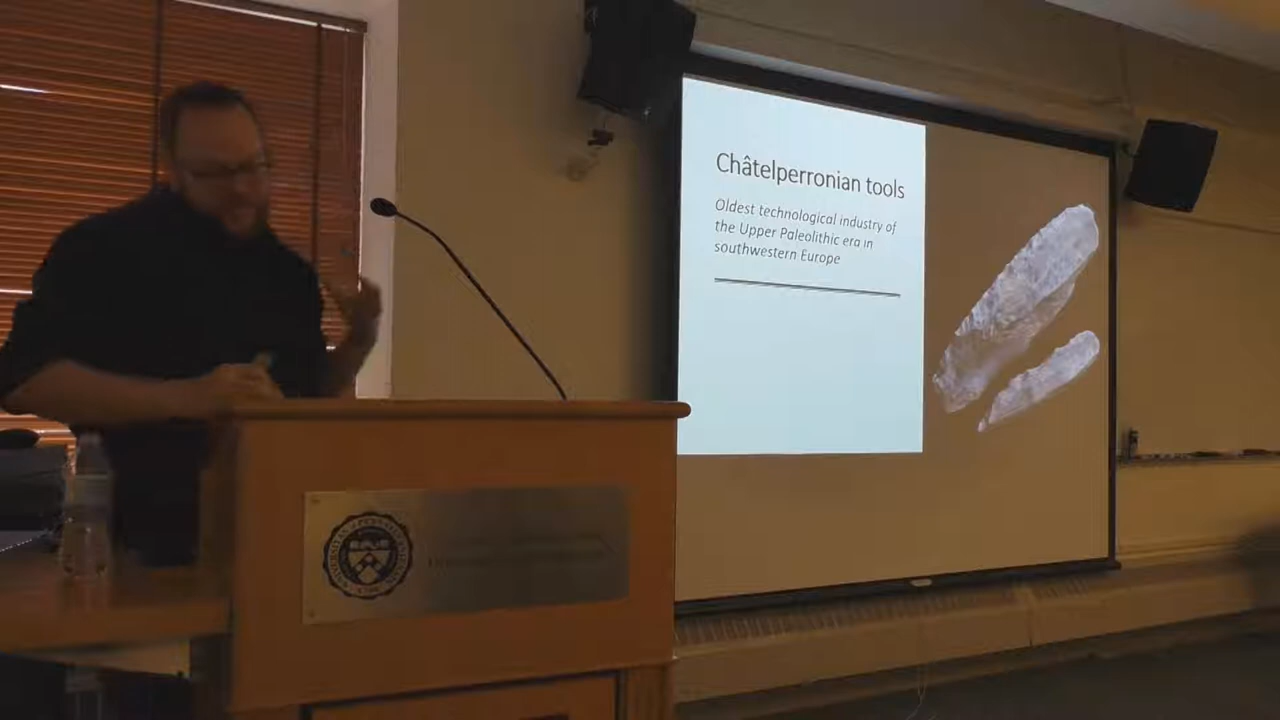 Châtelperronian tools
Oldest technological industry of
the Upper Paleolithic era in
southwestern Europe